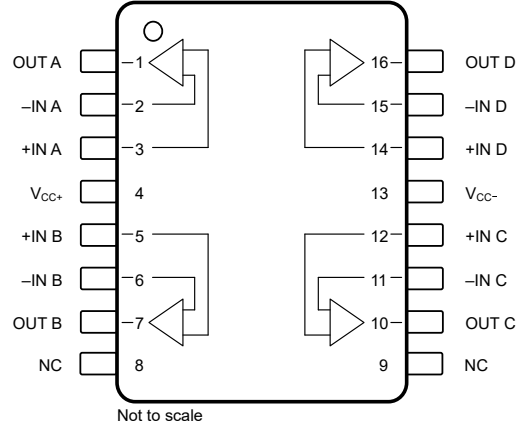 OUT A 1 16 OUT D
–IN A 2 15 –IN D
+IN A 3 14 +IN D
VCC+ 4 13 VCC–
+IN B 5 12 +IN C
–IN B 6 11 –IN C
OUT B 7 10 OUT C
NC 8 9 NC
Not to scale